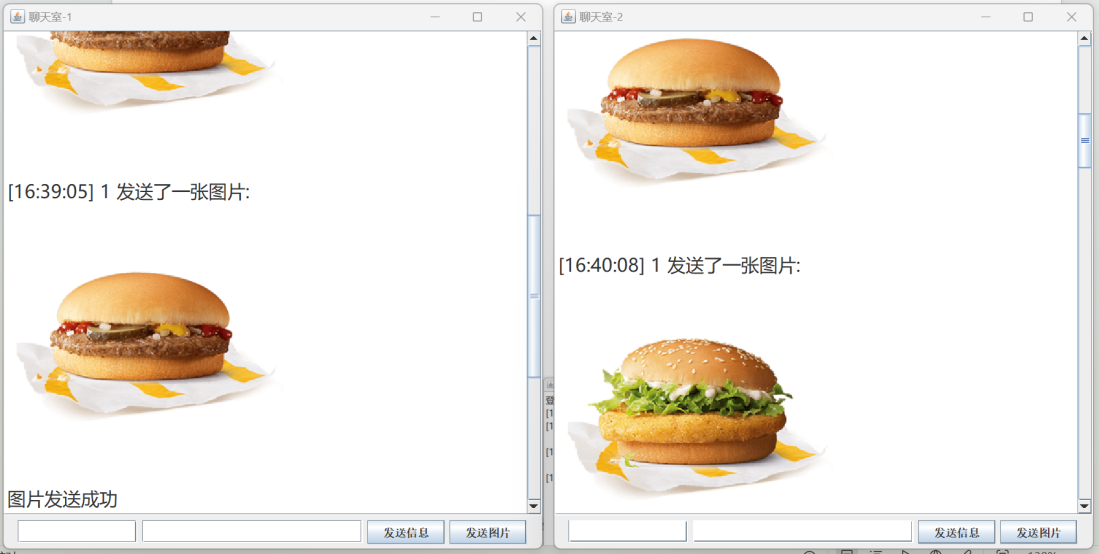 聊天室-1
[16:39:05] 1 发送了一张图片:
图片发送成功
发送信息 发送图片
聊天室-2
[16:40:08] 1 发送了一张图片:
发送信息 发送图片